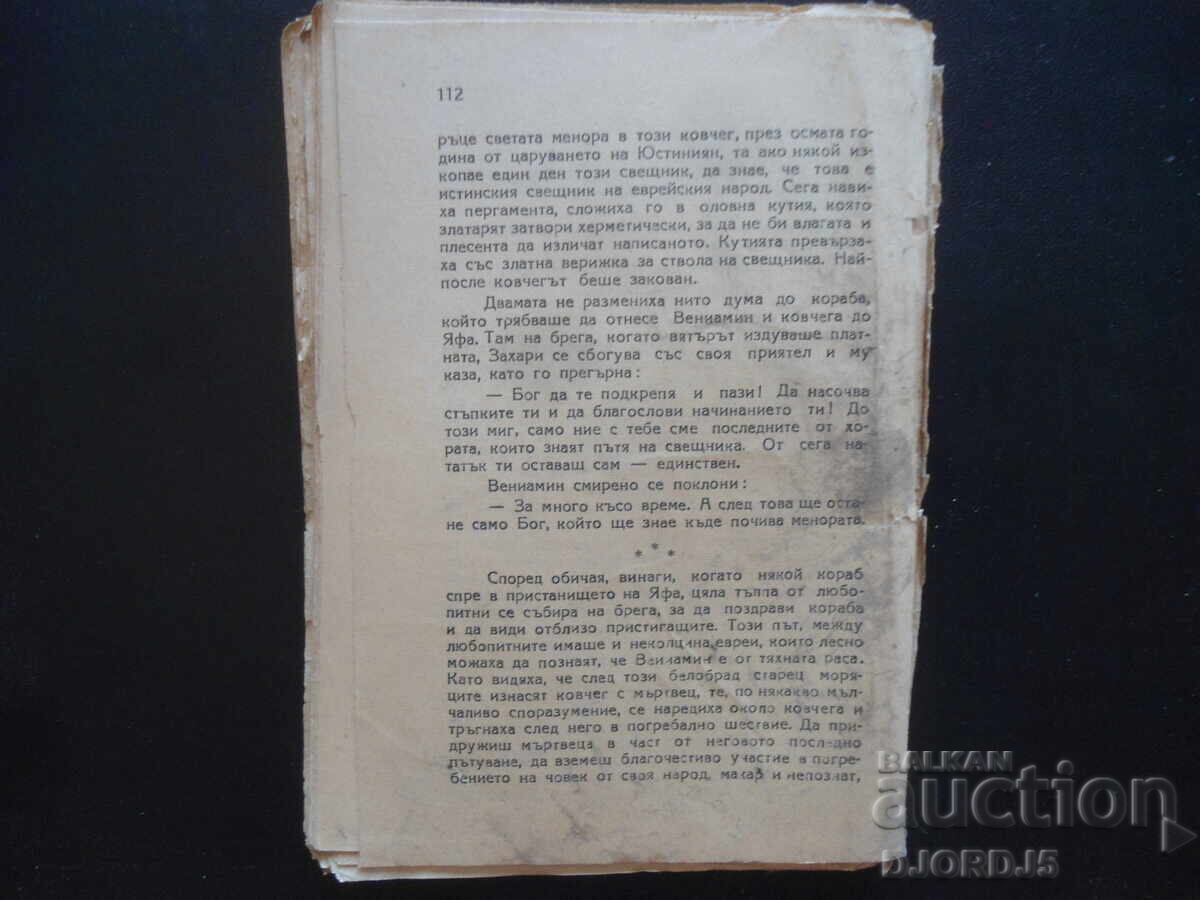 112
ръце светата менора в този ковчег, през осмата го-
дина от царуването на Юстиниян, та ако някой из-
копае един ден този свещник, да знае, че това е
истинския свещник на еврейския народ. Сега нави-
ха пергамента, сложиха го в оловна кутия, която
златарят затвори херметически, за да не би влагата и
плесента да изличат написаното. Кутията превърза-
ха със златна верижка за ствола на свещника. Най-
после ковчегът беше закован.
Двамата не размениха нито дума до кораба,
който трябваше да отнесе Вениамин и ковчега до
Яфа. Там на брега, когато вятърът издуваше плат-
ната, Захари се сбогува със своя приятел и му
каза, като го прегърна:
— Бог да те подкрепя и пази! Да насочва
стъпките ти и да благослови начинанието ти! До
този миг, само ние с тебе сме последните от хо-
рата, които знаят пътя на свещника. От сега на-
татък ти оставаш сам — единствен.
Вениамин смирено се поклони:
— За много късо време. А след това ще оста-
не само Бог, който ще знае къде почива менората.
* * *
Според обичая, винаги, когато някой кораб
спре в пристанището на Яфа, цяла тълпа от любо-
питни се събира на брега, за да поздрави кораба
и да види отблизо пристигащите. Този път, между
любопитните имаше и неколцина евреи, които лесно
можаха да познаят, че Вениамин е от тяхната раса.
Като видяха, че след този белобрад старец моря-
ците изнасят ковчег с мъртвец, те, по някакво мъл-
чаливо споразумение, се наредиха около ковчега и
тръгнаха след него в погребално шествие. Да при-
дружиш мъртвеца в част от неговото последно
пътуване, да вземеш благочестиво участие в погре-
бението на човек от своя народ, макар и непознат,
BALKAN
auction
DJORDJ5